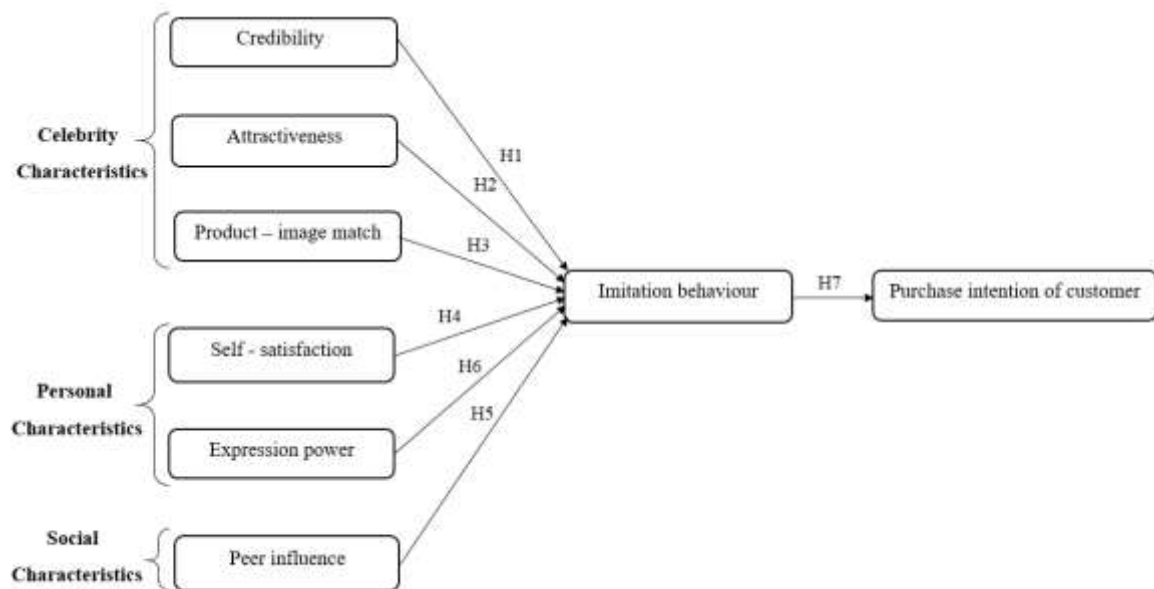 Credibility
Celebrity
Characteristics
Attractiveness
Product – image match
H1
H2
H3
Imitation behaviour
H7
Purchase intention of customer
H4
H6
H5
Personal
Characteristics
Self - satisfaction
Expression power
Social
Characteristics
Peer influence